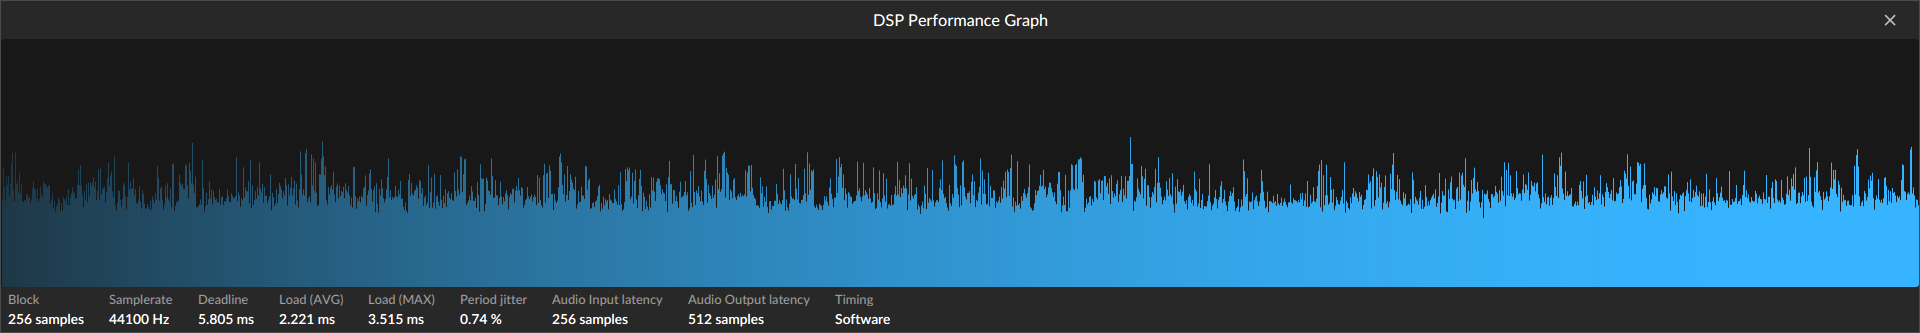 DSP Performance Graph
Block Samplerate Deadline Load (AVG) Load (MAX) Period jitter Audio Input latency Audio Output latency Timing
256 samples 44100 Hz 5.805 ms 2.221 ms 3.515 ms 0.74 % 256 samples 512 samples Software